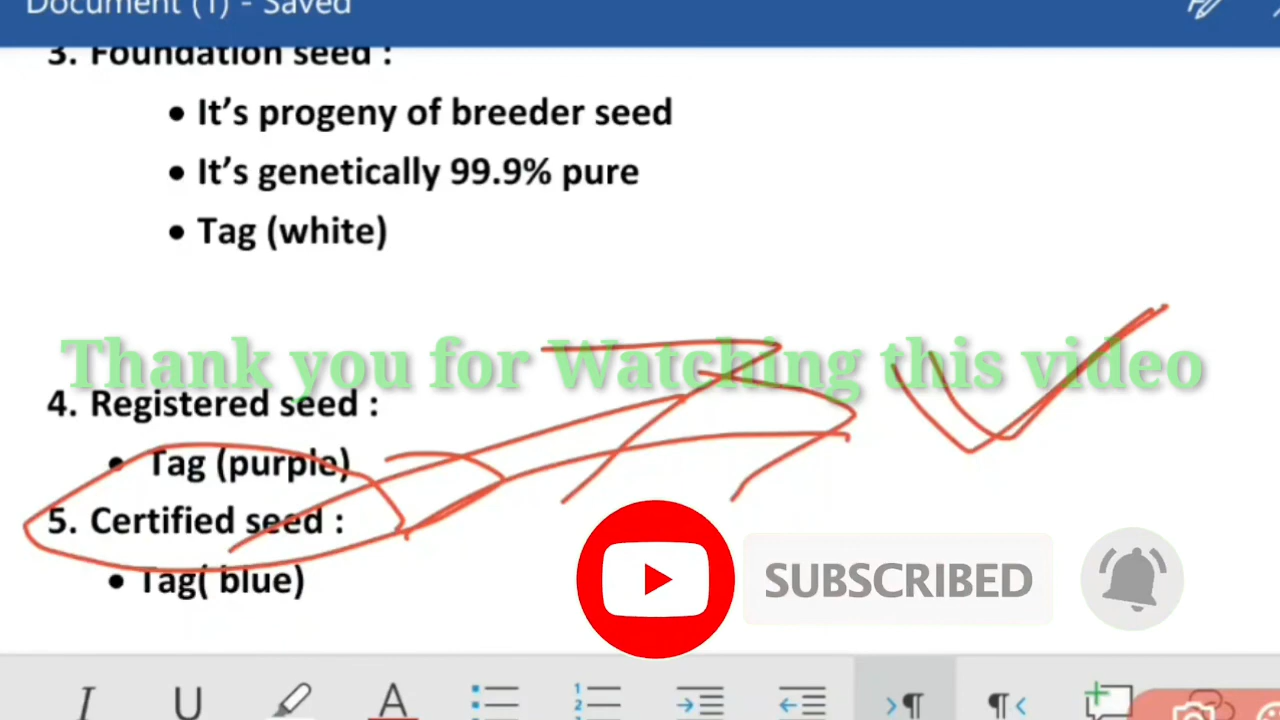 Document (1) - Saved
3. Foundation seed :
• It's progeny of breeder seed
• It's genetically 99.9% pure
• Tag (white)
Thank you for Watching this video
4. Registered seed :
• Tag (purple)
5. Certified seed :
• Tag( blue)
SUBSCRIBED
I U A